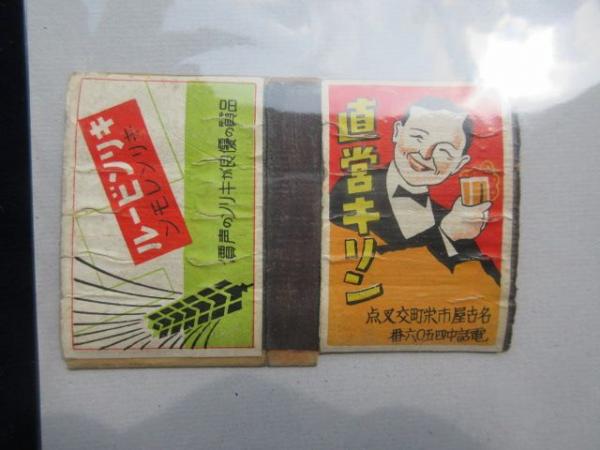 キリンビール
キリンレモン
品質の優良がキリンの声價
直営キリン
名古屋市栄町交叉点
電話中四五〇六番